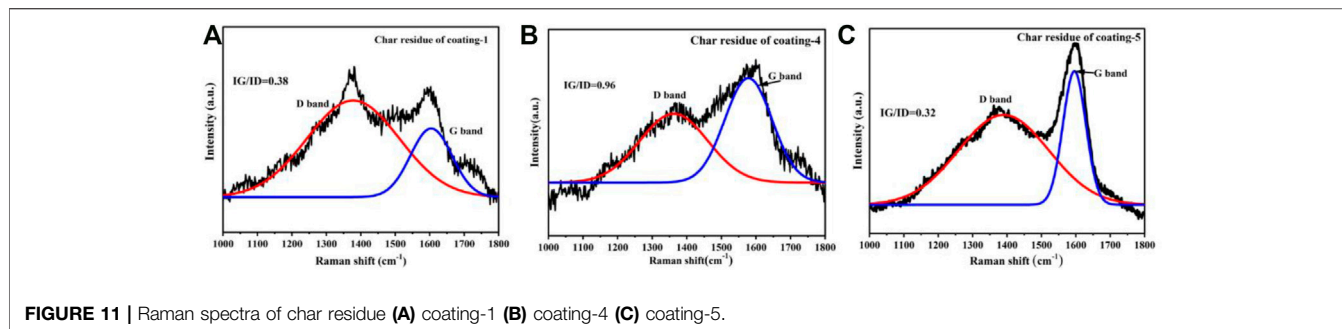 A
Char residue of coating-1
IG/ID=0.38
D band
G band
Intensity (a.u.)
1000 1100 1200 1300 1400 1500 1600 1700 1800
Raman shift (cm-1)
B
Char residue of coating-4
IG/ID=0.96
D band
G band
Intensity(a.u.)
1000 1100 1200 1300 1400 1500 1600 1700 1800
Raman shift(cm-1)
C
Char residue of coating-5
G band
D band
IG/ID=0.32
Intensity (a.u.)
1000 1100 1200 1300 1400 1500 1600 1700 1800
Raman shift (cm-1)
FIGURE 11 | Raman spectra of char residue (A) coating-1 (B) coating-4 (C) coating-5.